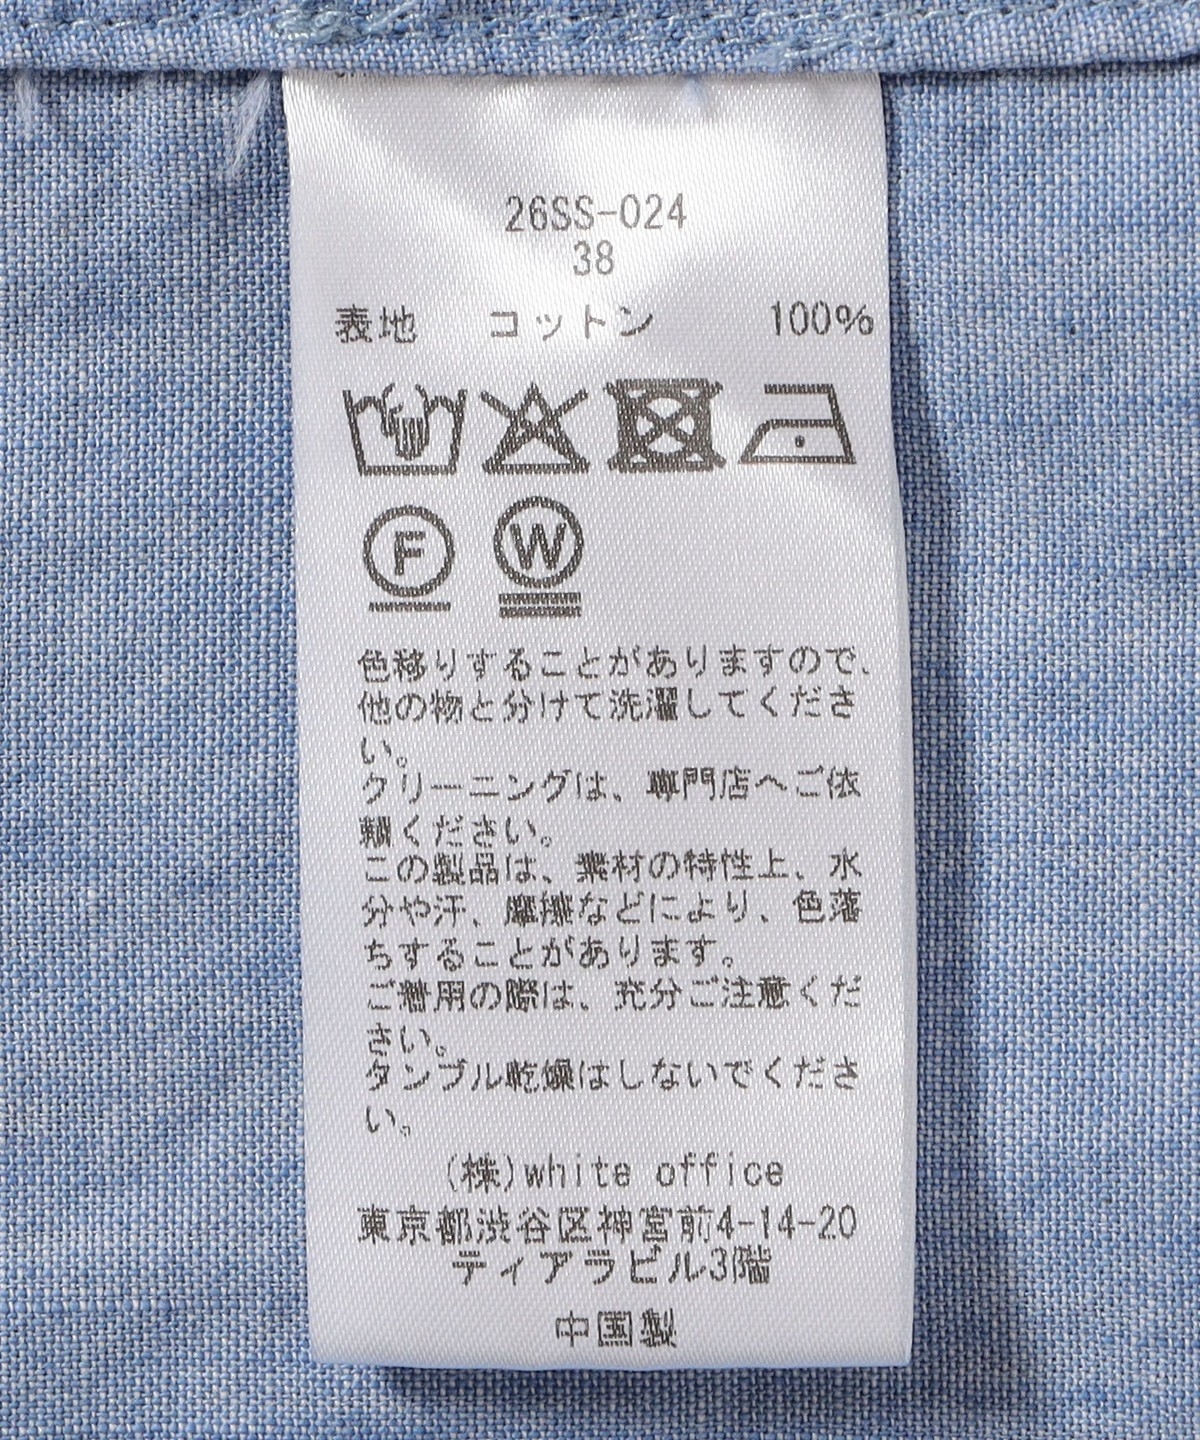 26SS-024
38
表地 コットン 100%
F W
色移りすることがありますので、
他の物と分けて洗濯してくださ
い。
クリーニングは、専門店へご依
頼ください。
この製品は、素材の特性上、水
分や汗、摩擦などにより、色落
ちすることがあります。
ご着用の際は、充分ご注意くだ
さい。
タンブル乾燥はしないでくださ
い。
(株)white office
東京都渋谷区神宮前4-14-20
ティアラビル3階
中国製